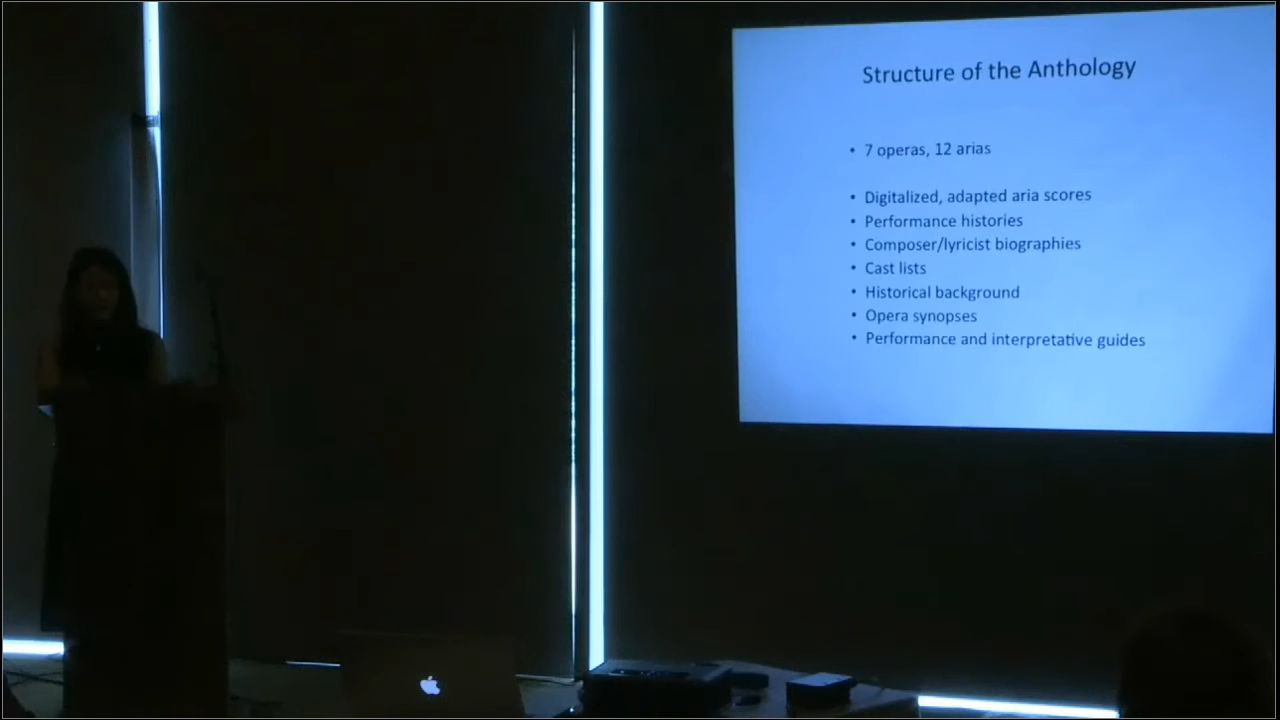 Structure of the Anthology
• 7 operas, 12 arias
• Digitalized, adapted aria scores
• Performance histories
• Composer/lyricist biographies
• Cast lists
• Historical background
• Opera synopses
• Performance and interpretative guides